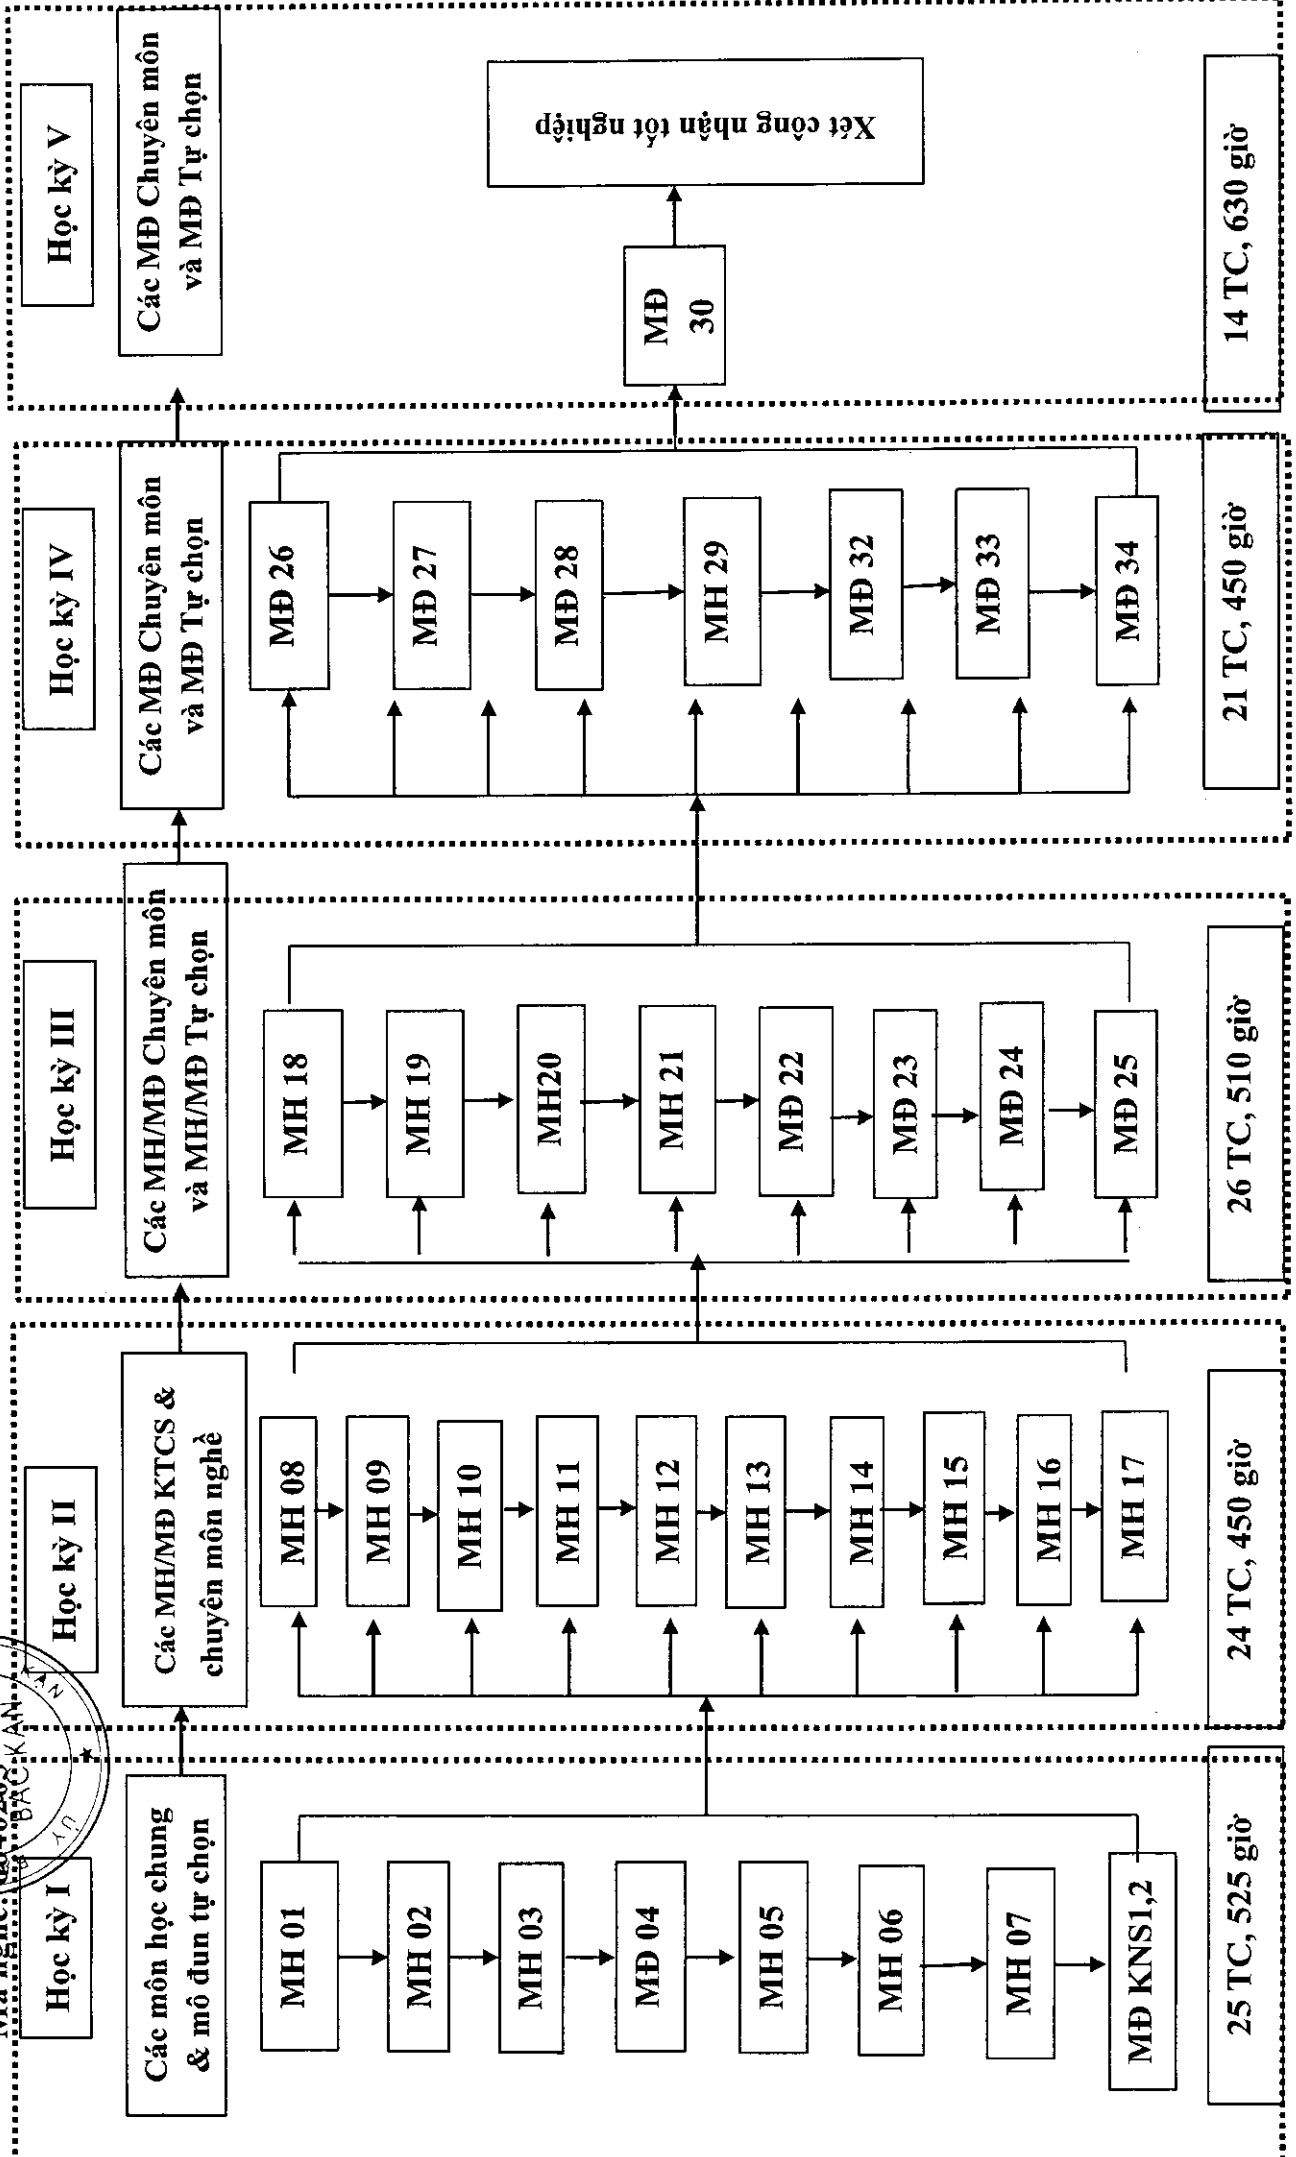 Học kỳ I
Các môn học chung
& mô đun tự chọn
MH 01
MH 02
MH 03
MĐ 04
MH 05
MH 06
MH 07
MĐ KNS1,2
25 TC, 525 giờ
Học kỳ II
Các MH/MĐ KTCS &
chuyên môn nghề
MH 08
MH 09
MH 10
MH 11
MH 12
MH 13
MH 14
MH 15
MH 16
MH 17
24 TC, 450 giờ
Học kỳ III
Các MH/MĐ Chuyên môn
và MH/MĐ Tự chọn
MH 18
MH 19
MH20
MH 21
MĐ 22
MĐ 23
MĐ 24
MĐ 25
26 TC, 510 giờ
Học kỳ IV
Các MĐ Chuyên môn
và MĐ Tự chọn
MĐ 26
MĐ 27
MĐ 28
MH 29
MĐ 32
MĐ 33
MĐ 34
21 TC, 450 giờ
Học kỳ V
Các MĐ Chuyên môn
và MĐ Tự chọn
MĐ
30
Xét công nhận tốt nghiệp
14 TC, 630 giờ